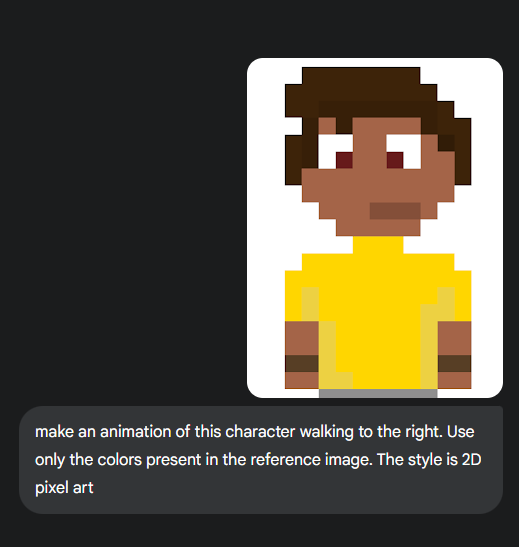 make an animation of this character walking to the right. Use
only the colors present in the reference image. The style is 2D
pixel art